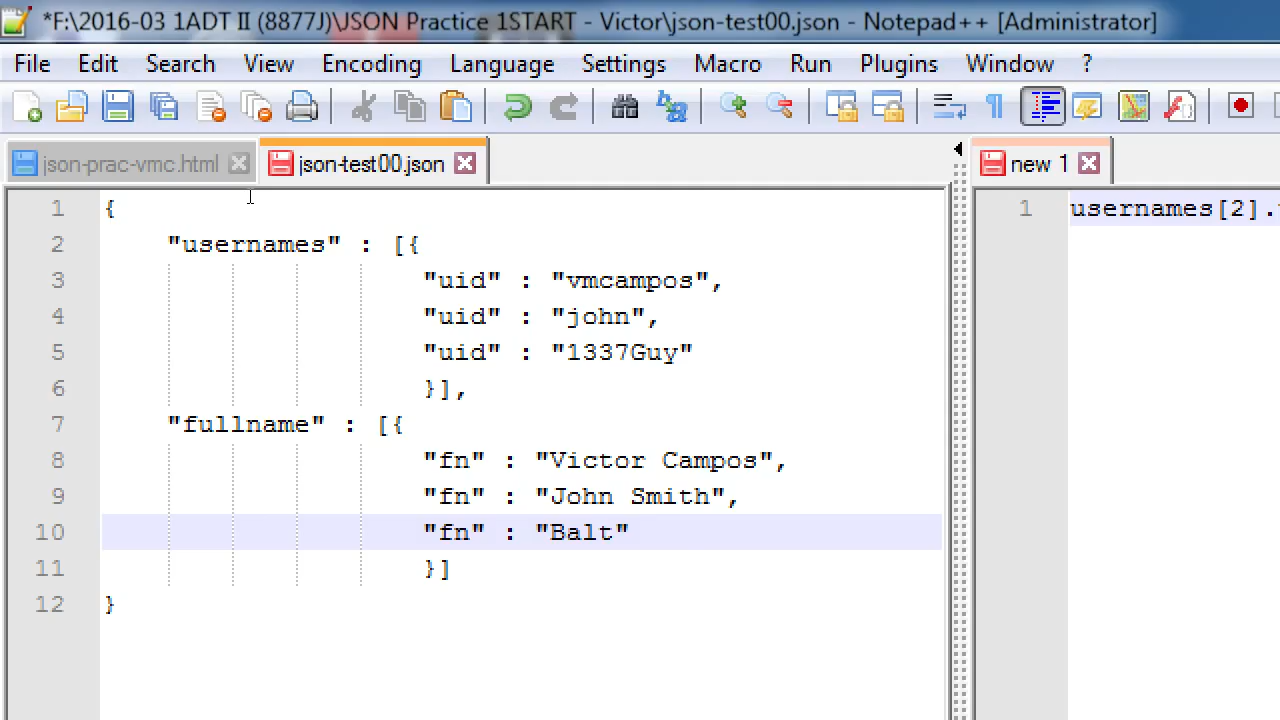 *F:\2016-03 1ADT II (8877J)\JSON Practice 1START - Victor\json-test00.json - Notepad++ [Administrator]
File Edit Search View Encoding Language Settings Macro Run Plugins Window ?
json-prac-vmc.html json-test00.json new 1
1 { 1 usernames[2].
2 "usernames" : [{
3 "uid" : "vmcampos",
4 "uid" : "john",
5 "uid" : "1337Guy"
6 }],
7 "fullname" : [{
8 "fn" : "Victor Campos",
9 "fn" : "John Smith",
10 "fn" : "Balt"
11 }]
12 }